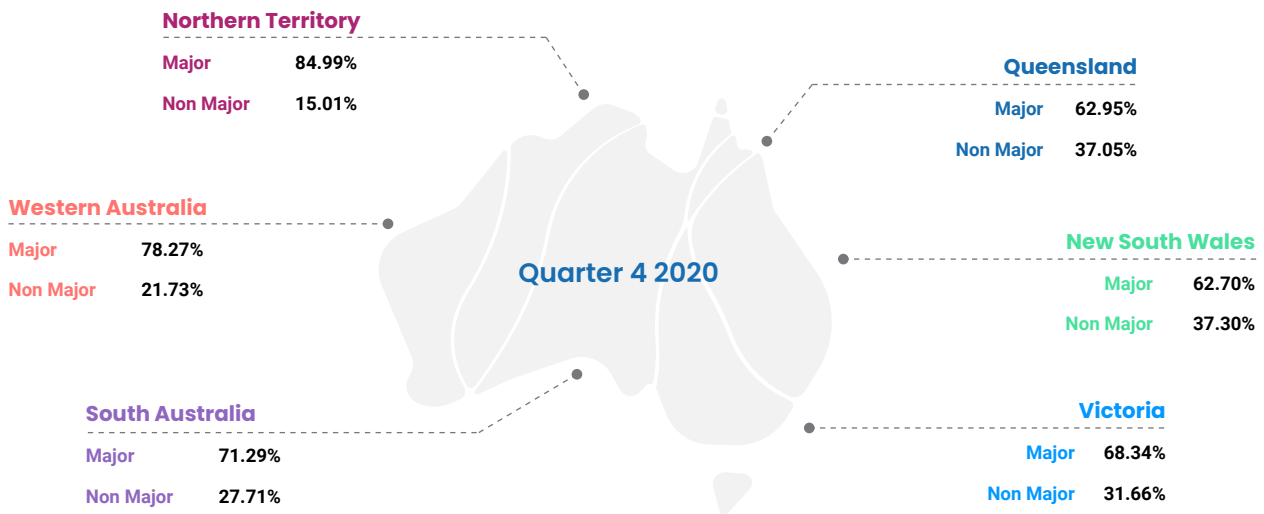 Northern Territory
Major 84.99%
Non Major 15.01%
Queensland
Major 62.95%
Non Major 37.05%
Western Australia
Major 78.27%
Non Major 21.73%
New South Wales
Major 62.70%
Non Major 37.30%
Quarter 4 2020
South Australia
Major 71.29%
Non Major 27.71%
Victoria
Major 68.34%
Non Major 31.66%